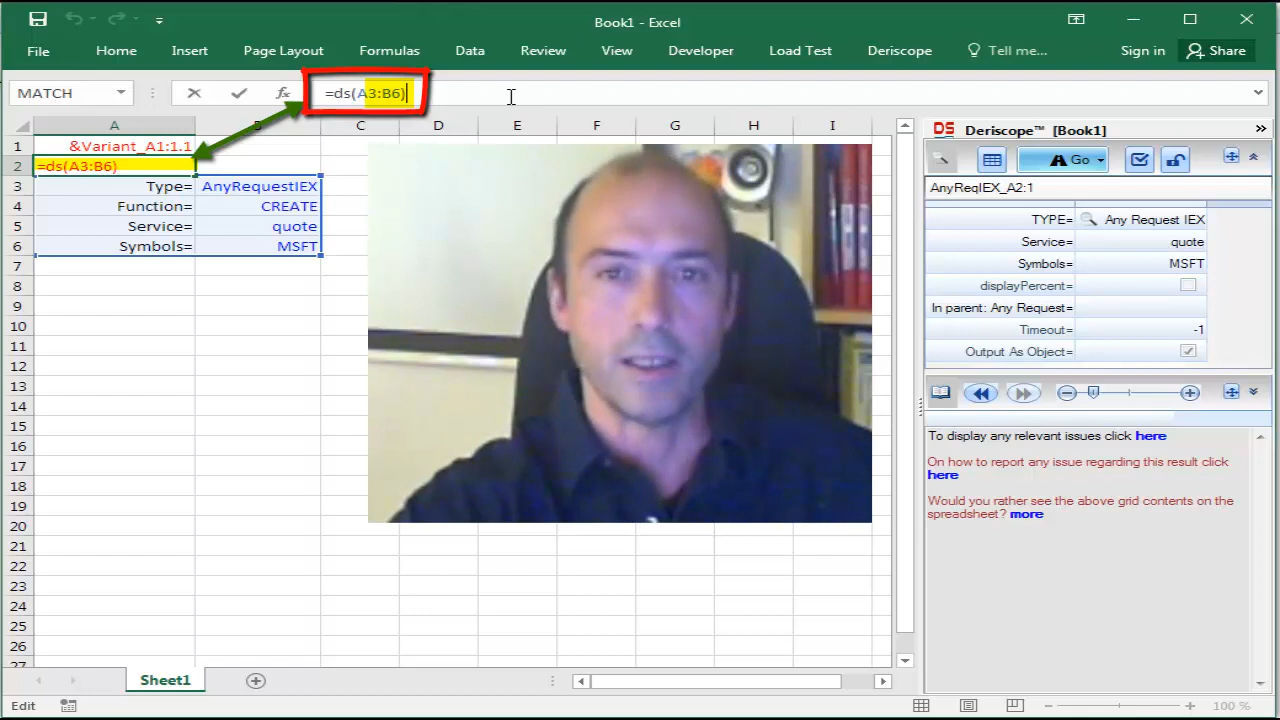 Book1 - Excel
File Home Insert Page Layout Formulas Data Review View Developer Load Test Deriscope Tell me... Sign in Share
MATCH fx =ds(A3:B6)
A B C D E F G H I
1 &Variant_A1:1.1
2 =ds(A3:B6)
3 Type= AnyRequestIEX
4 Function= CREATE
5 Service= quote
6 Symbols= MSFT
7
8
9
10
11
12
13
14
15
16
17
18
19
20
21
22
23
24
25
26
27
DS Deriscope™ [Book1] »
Go
AnyReqIEX_A2:1
TYPE= Any Request IEX
Service= quote
Symbols= MSFT
displayPercent=
In parent: Any Request=
Timeout= -1
Output As Object=
To display any relevant issues click here
On how to report any issue regarding this result click
here
Would you rather see the above grid contents on the
spreadsheet? more
Sheet1
Edit 100 %